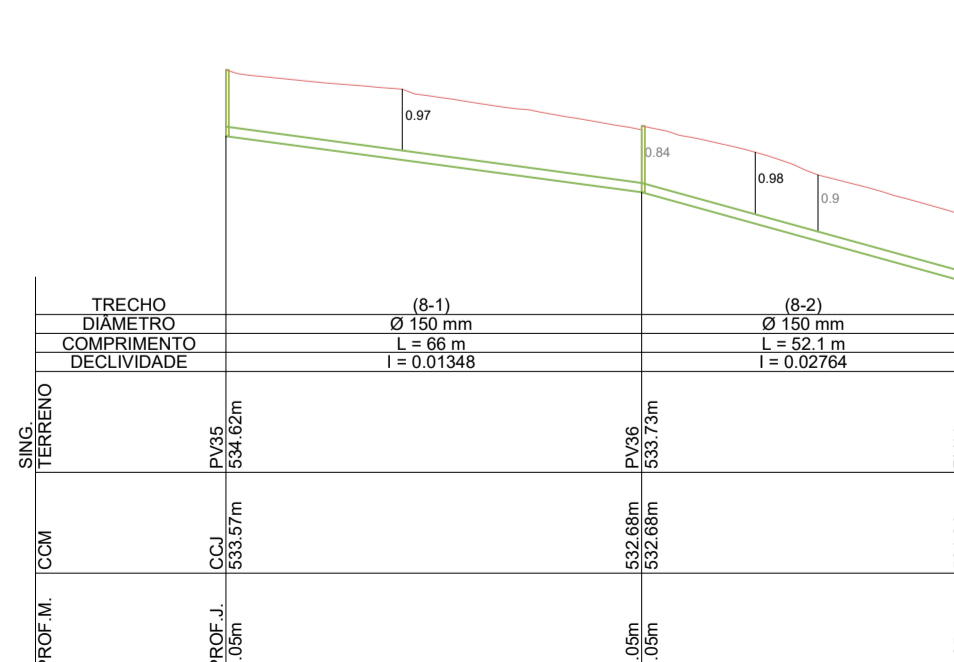 0.97
0.84
0.98
0.9
TRECHO (8-1) (8-2)
DIÂMETRO Ø 150 mm Ø 150 mm
COMPRIMENTO L = 66 m L = 52.1 m
DECLIVIDADE I = 0.01348 I = 0.02764
SING. PV35 PV36
TERRENO 534.62m 533.73m
CCM 532.68m
CCJ 533.57m 532.68m
PROF.M. .05m
PROF.J. .05m .05m